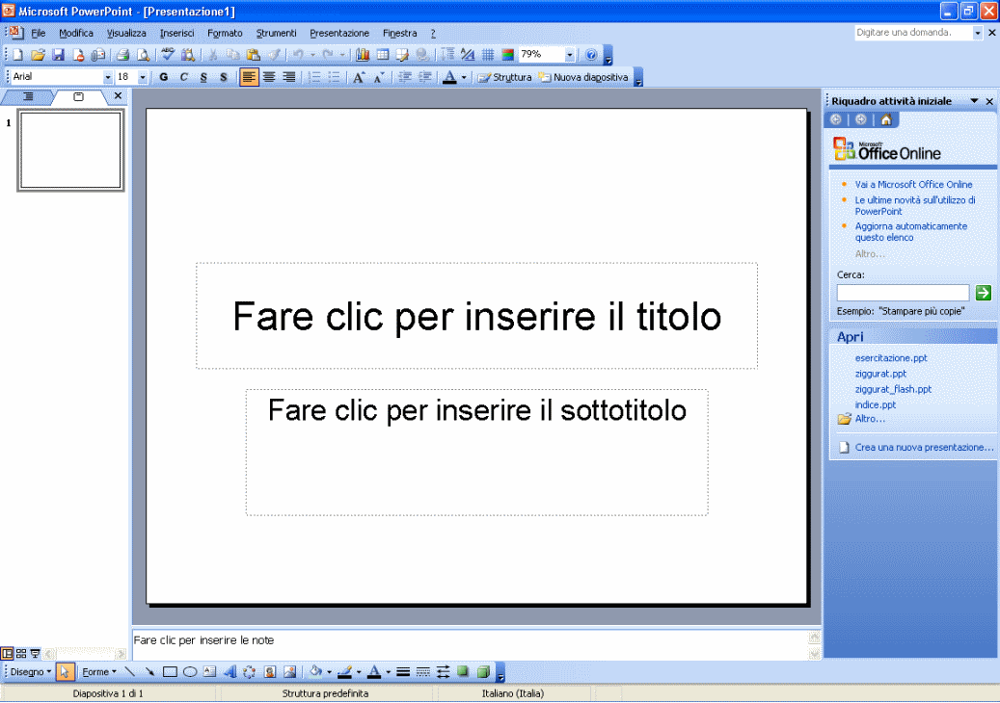 Microsoft PowerPoint - [Presentazione1]
File Modifica Visualizza Inserisci Formato Strumenti Presentazione Finestra ? Digitare una domanda.
79%
Arial 18 G C S S A A A Struttura Nuova diapositiva
Riquadro attività iniziale
1
Microsoft
Office Online
Vai a Microsoft Office Online
Le ultime novità sull'utilizzo di
PowerPoint
Aggiorna automaticamente
questo elenco
Altro...
Cerca:
Esempio: "Stampare più copie"
Apri
esercitazione.ppt
ziggurat.ppt
ziggurat_flash.ppt
indice.ppt
Altro...
Crea una nuova presentazione...
Fare clic per inserire il titolo
Fare clic per inserire il sottotitolo
Fare clic per inserire le note
Disegno Forme A
Diapositiva 1 di 1 Struttura predefinita Italiano (Italia)